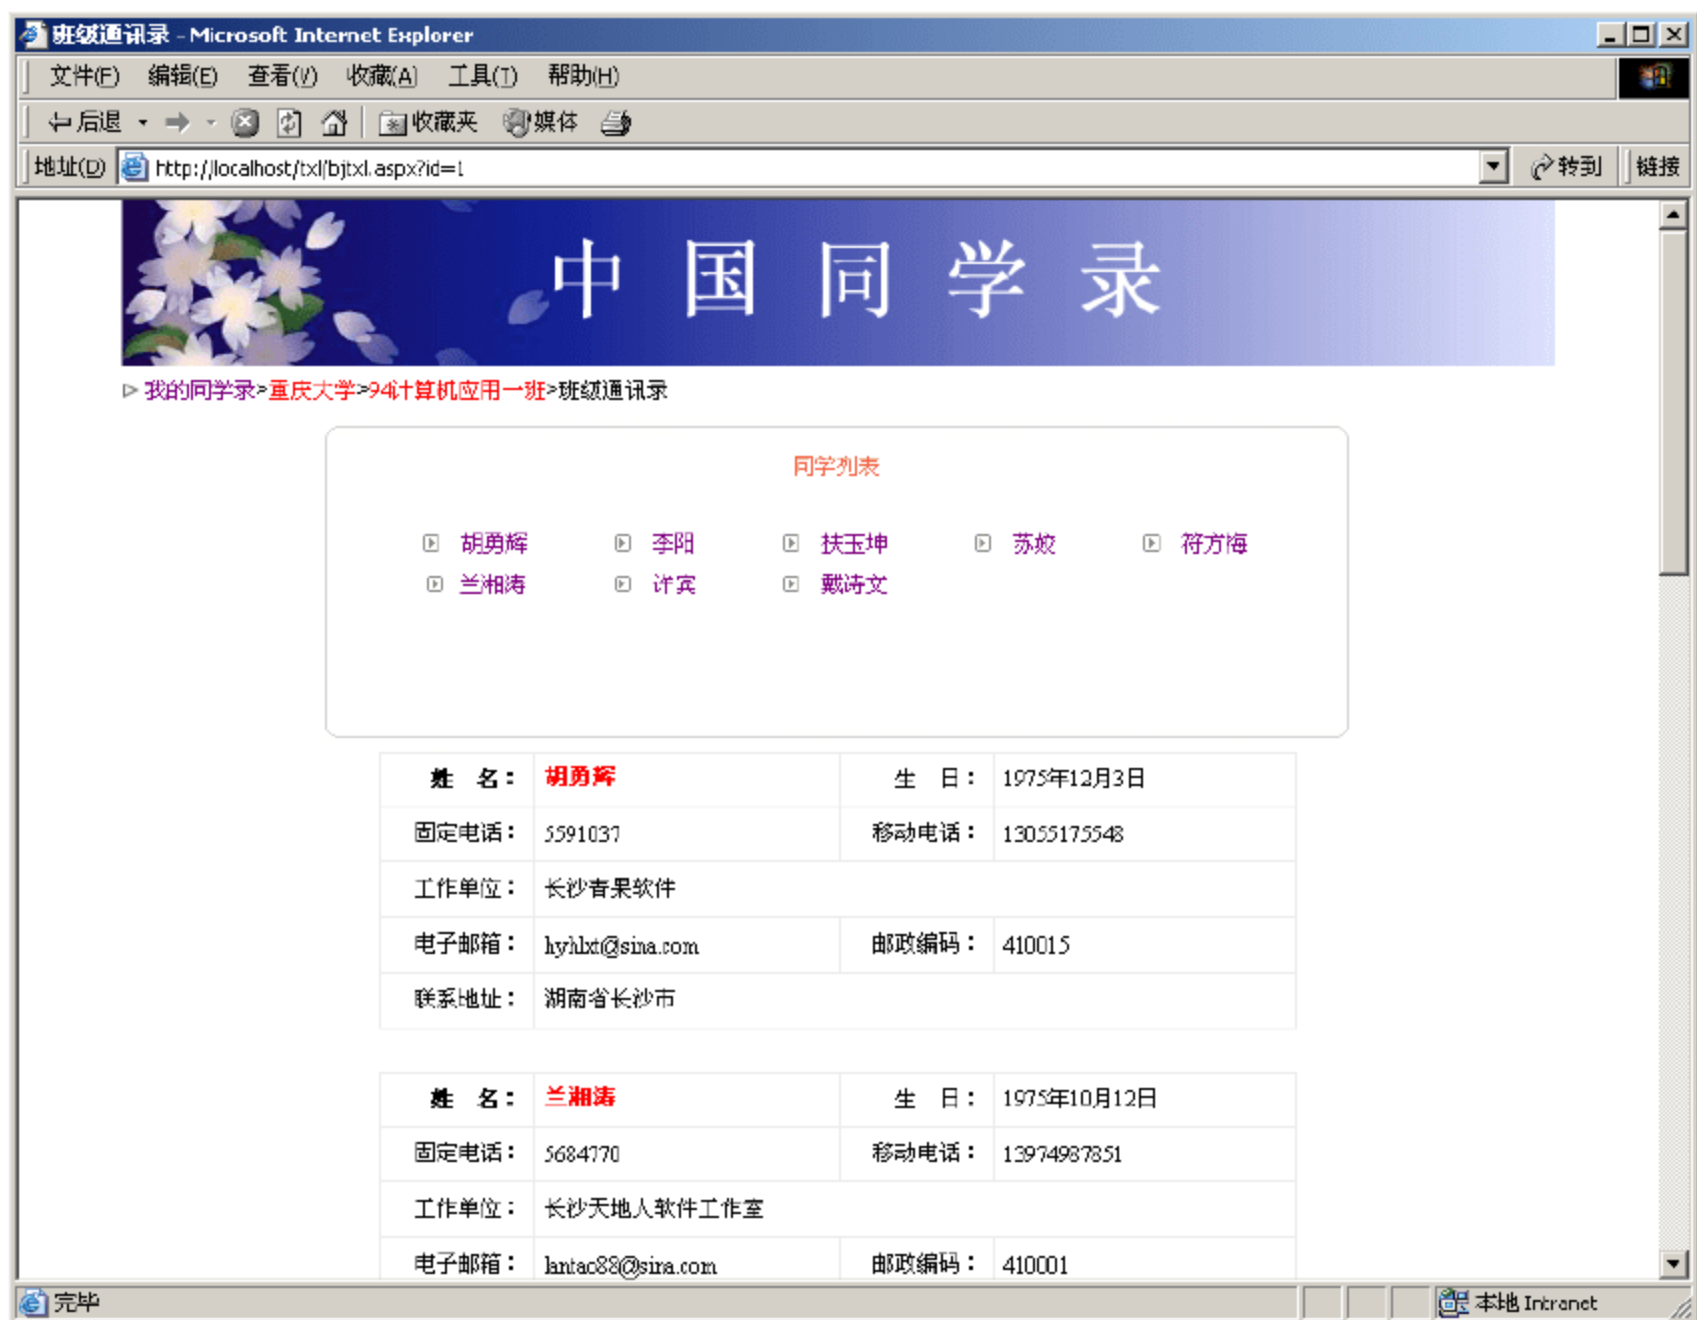 班级通讯录 - Microsoft Internet Explorer
文件(F) 编辑(E) 查看(V) 收藏(A) 工具(T) 帮助(H)
后退 收藏夹 媒体
地址(D) http://localhost/txl/bjtxl.aspx?id=1 转到 链接
中国同学录
我的同学录>重庆大学>94计算机应用一班>班级通讯录
同学列表
胡勇辉 李阳 扶玉坤 苏姣 符方梅
兰湘涛 许宾 戴诗文
姓 名： 胡勇辉 生 日： 1975年12月3日
固定电话： 5591037 移动电话： 13055175548
工作单位： 长沙青果软件
电子邮箱： hyhlxt@sina.com 邮政编码： 410015
联系地址： 湖南省长沙市
姓 名： 兰湘涛 生 日： 1975年10月12日
固定电话： 5684770 移动电话： 13974987851
工作单位： 长沙天地人软件工作室
电子邮箱： lantao88@sina.com 邮政编码： 410001
完毕 本地 Intranet